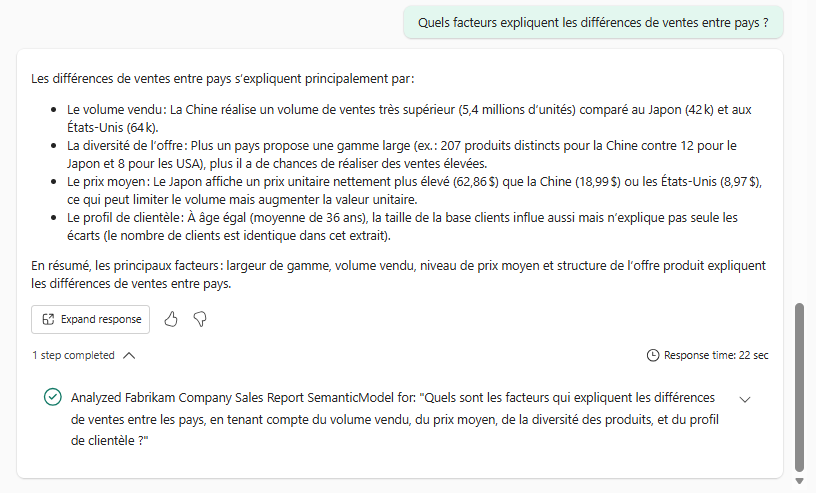 Quels facteurs expliquent les différences de ventes entre pays ?
Les différences de ventes entre pays s’expliquent principalement par :
• Le volume vendu : La Chine réalise un volume de ventes très supérieur (5,4 millions d’unités) comparé au Japon (42 k) et aux
États-Unis (64 k).
• La diversité de l’offre : Plus un pays propose une gamme large (ex. : 207 produits distincts pour la Chine contre 12 pour le
Japon et 8 pour les USA), plus il a de chances de réaliser des ventes élevées.
• Le prix moyen : Le Japon affiche un prix unitaire nettement plus élevé (62,86 $) que la Chine (18,99 $) ou les États-Unis (8,97 $),
ce qui peut limiter le volume mais augmenter la valeur unitaire.
• Le profil de clientèle : À âge égal (moyenne de 36 ans), la taille de la base clients influe aussi mais n’explique pas seule les
écarts (le nombre de clients est identique dans cet extrait).
En résumé, les principaux facteurs : largeur de gamme, volume vendu, niveau de prix moyen et structure de l’offre produit expliquent
les différences de ventes entre pays.
Expand response
1 step completed
Response time: 22 sec
Analyzed Fabrikam Company Sales Report SemanticModel for: "Quels sont les facteurs qui expliquent les différences
de ventes entre les pays, en tenant compte du volume vendu, du prix moyen, de la diversité des produits, et du profil
de clientèle ?"